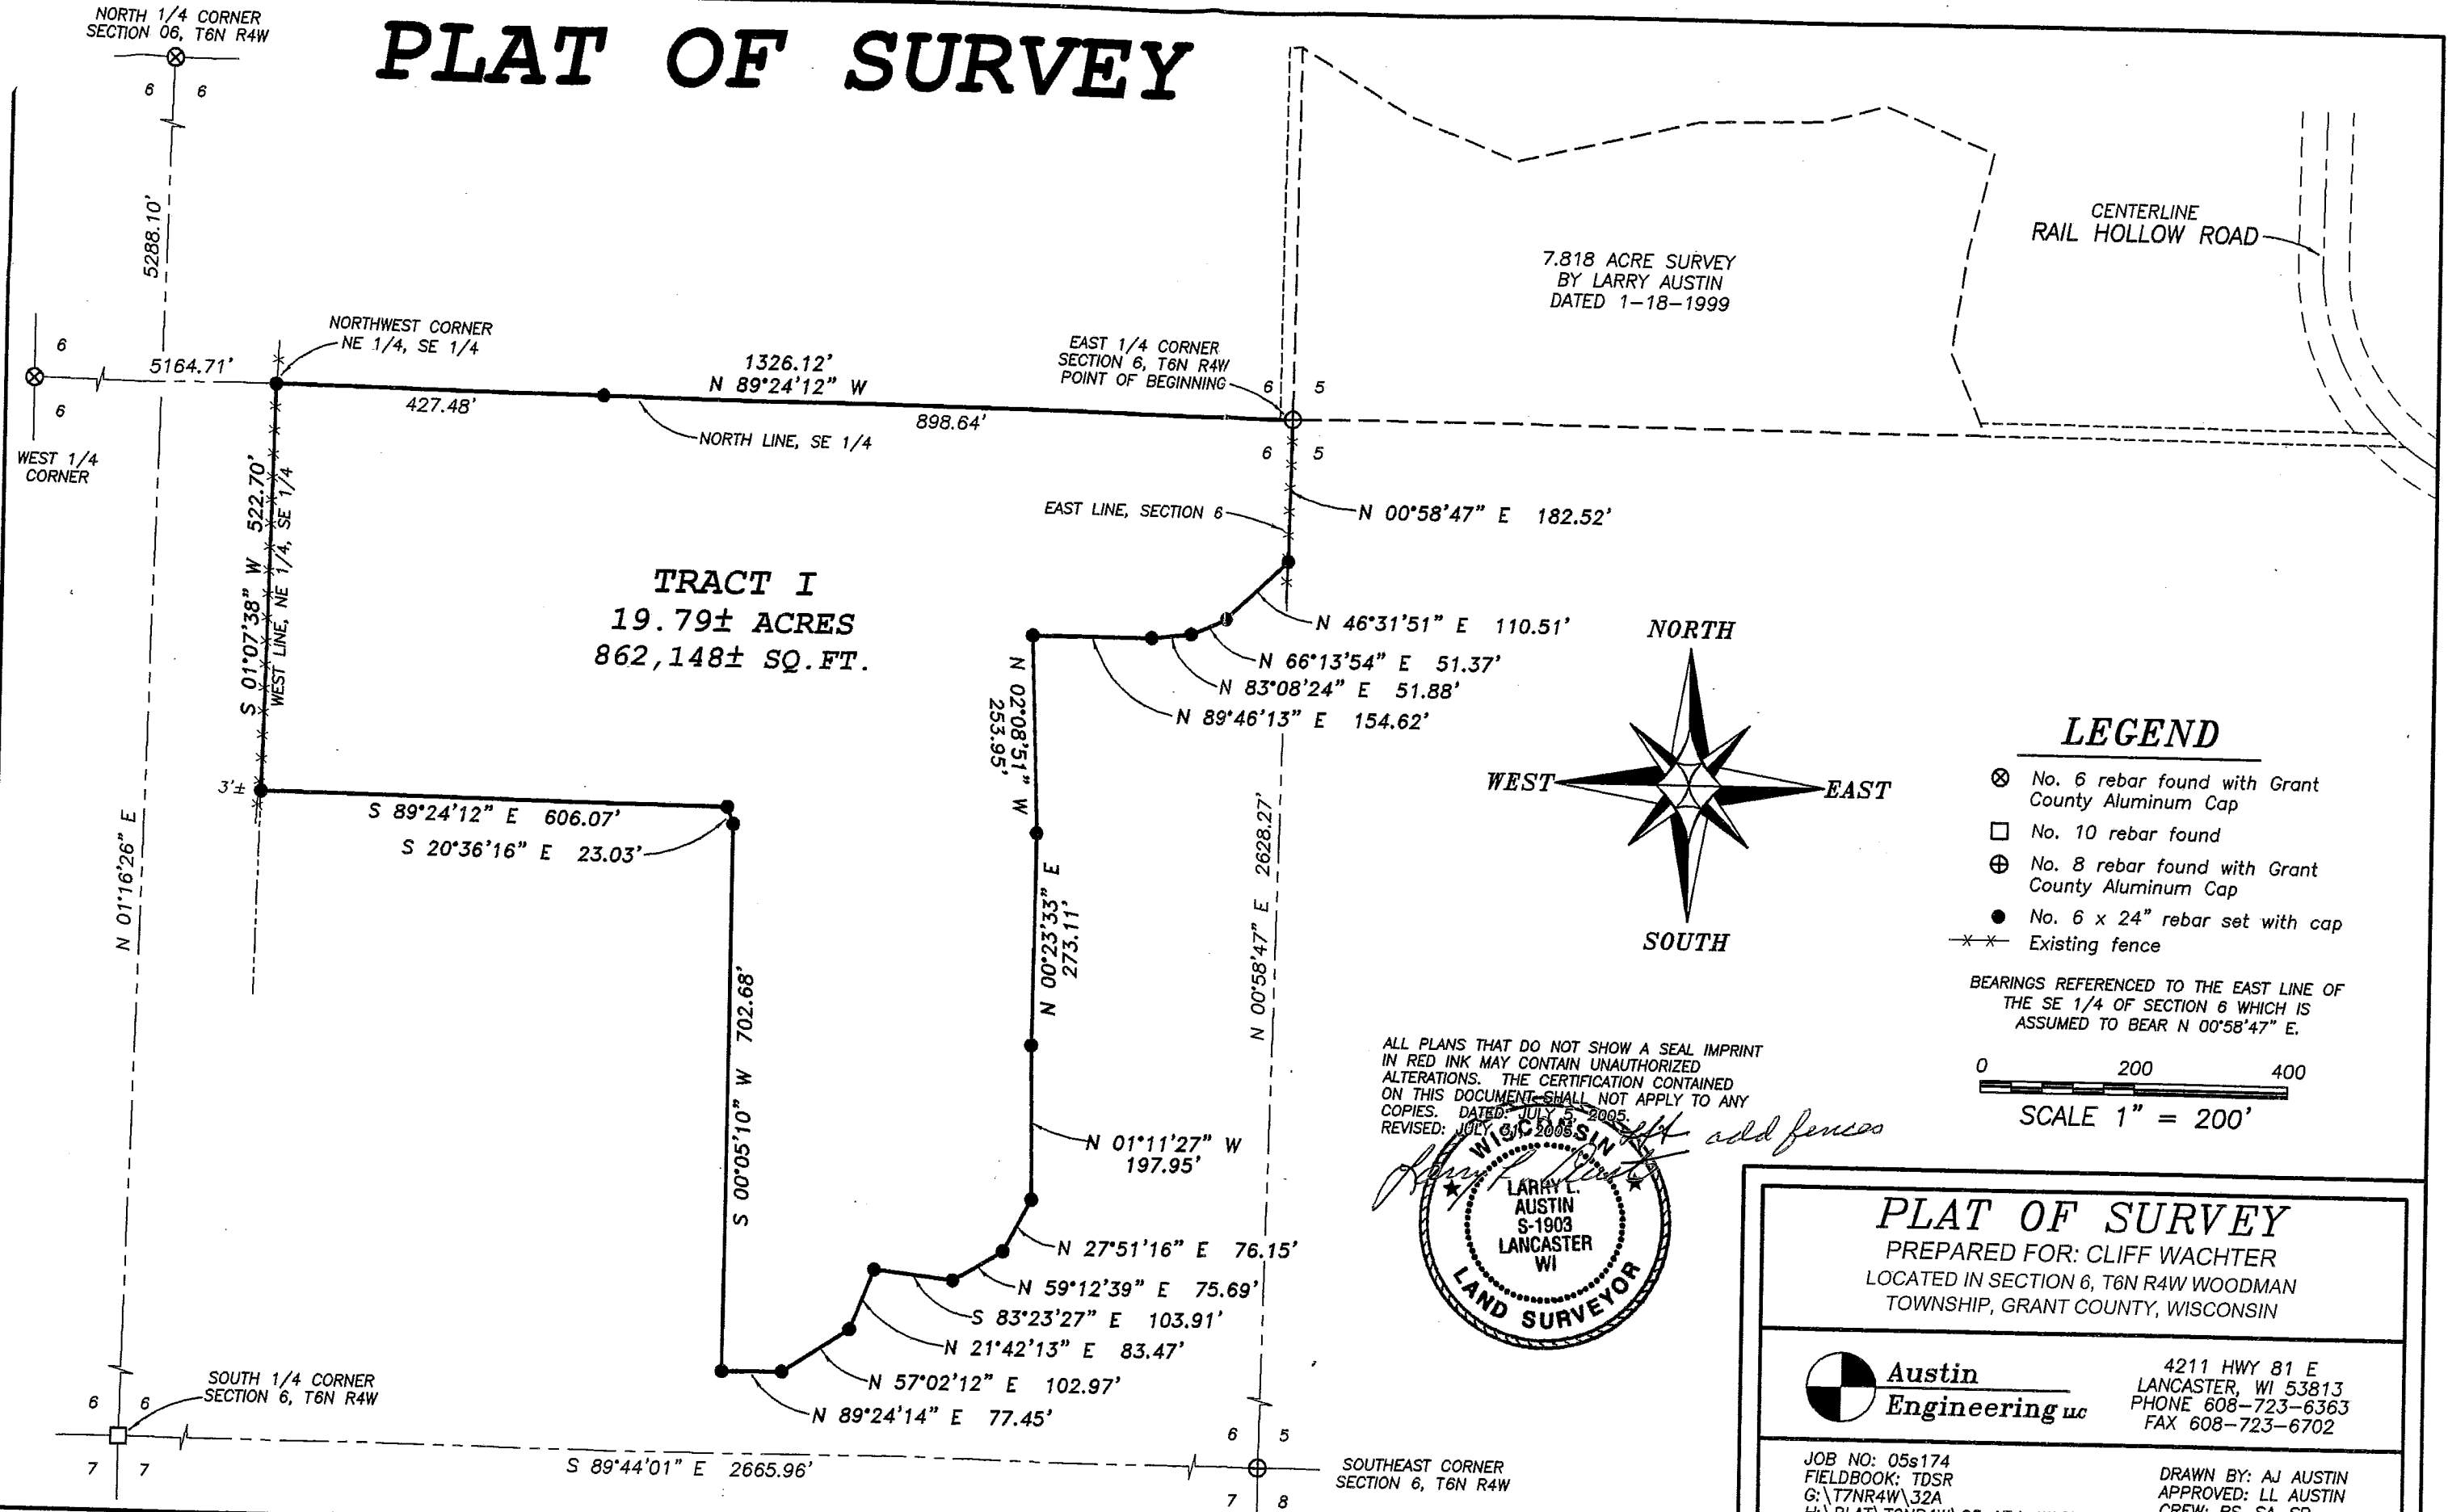 PLAT OF SURVEY
NORTH 1/4 CORNER
SECTION 06, T6N R4W
6 6
5288.10'
N 01°16'26" E
6
5164.71'
6
WEST 1/4
CORNER
NORTHWEST CORNER
NE 1/4, SE 1/4
1326.12'
N 89°24'12" W
427.48'
898.64'
NORTH LINE, SE 1/4
EAST 1/4 CORNER
SECTION 6, T6N R4W
POINT OF BEGINNING
6 5
6 5
7.818 ACRE SURVEY
BY LARRY AUSTIN
DATED 1-18-1999
CENTERLINE
RAIL HOLLOW ROAD
S 01°07'38" W 522.70'
WEST LINE, NE 1/4, SE 1/4
EAST LINE, SECTION 6
N 00°58'47" E 182.52'
TRACT I
19.79± ACRES
862,148± SQ.FT.
N 46°31'51" E 110.51'
N 66°13'54" E 51.37'
N 83°08'24" E 51.88'
N 89°46'13" E 154.62'
N 02°08'51" W
253.95'
3'±
S 89°24'12" E 606.07'
S 20°36'16" E 23.03'
N 00°23'33" E
273.11'
S 00°05'10" W 702.68'
N 00°58'47" E 2628.27'
N 01°11'27" W
197.95'
N 27°51'16" E 76.15'
N 59°12'39" E 75.69'
S 83°23'27" E 103.91'
N 21°42'13" E 83.47'
N 57°02'12" E 102.97'
N 89°24'14" E 77.45'
SOUTH 1/4 CORNER
SECTION 6, T6N R4W
6 6
7 7
S 89°44'01" E 2665.96'
6 5
7 8
SOUTHEAST CORNER
SECTION 6, T6N R4W
NORTH
WEST
EAST
SOUTH
LEGEND
No. 6 rebar found with Grant
County Aluminum Cap
No. 10 rebar found
No. 8 rebar found with Grant
County Aluminum Cap
No. 6 x 24" rebar set with cap
Existing fence
BEARINGS REFERENCED TO THE EAST LINE OF
THE SE 1/4 OF SECTION 6 WHICH IS
ASSUMED TO BEAR N 00°58'47" E.
0 200 400
SCALE 1" = 200'
ALL PLANS THAT DO NOT SHOW A SEAL IMPRINT
IN RED INK MAY CONTAIN UNAUTHORIZED
ALTERATIONS. THE CERTIFICATION CONTAINED
ON THIS DOCUMENT SHALL NOT APPLY TO ANY
COPIES. DATED: JULY 5, 2005.
REVISED: JULY 31, 2005
add fences
WISCONSIN
LARRY L.
AUSTIN
S-1903
LANCASTER
WI
LAND SURVEYOR
PLAT OF SURVEY
PREPARED FOR: CLIFF WACHTER
LOCATED IN SECTION 6, T6N R4W WOODMAN
TOWNSHIP, GRANT COUNTY, WISCONSIN
Austin
Engineering LLC
4211 HWY 81 E
LANCASTER, WI 53813
PHONE 608-723-6363
FAX 608-723-6702
JOB NO: 05s174
FIELDBOOK: TDSR
G:\T7NR4W\32A
DRAWN BY: AJ AUSTIN
APPROVED: LL AUSTIN